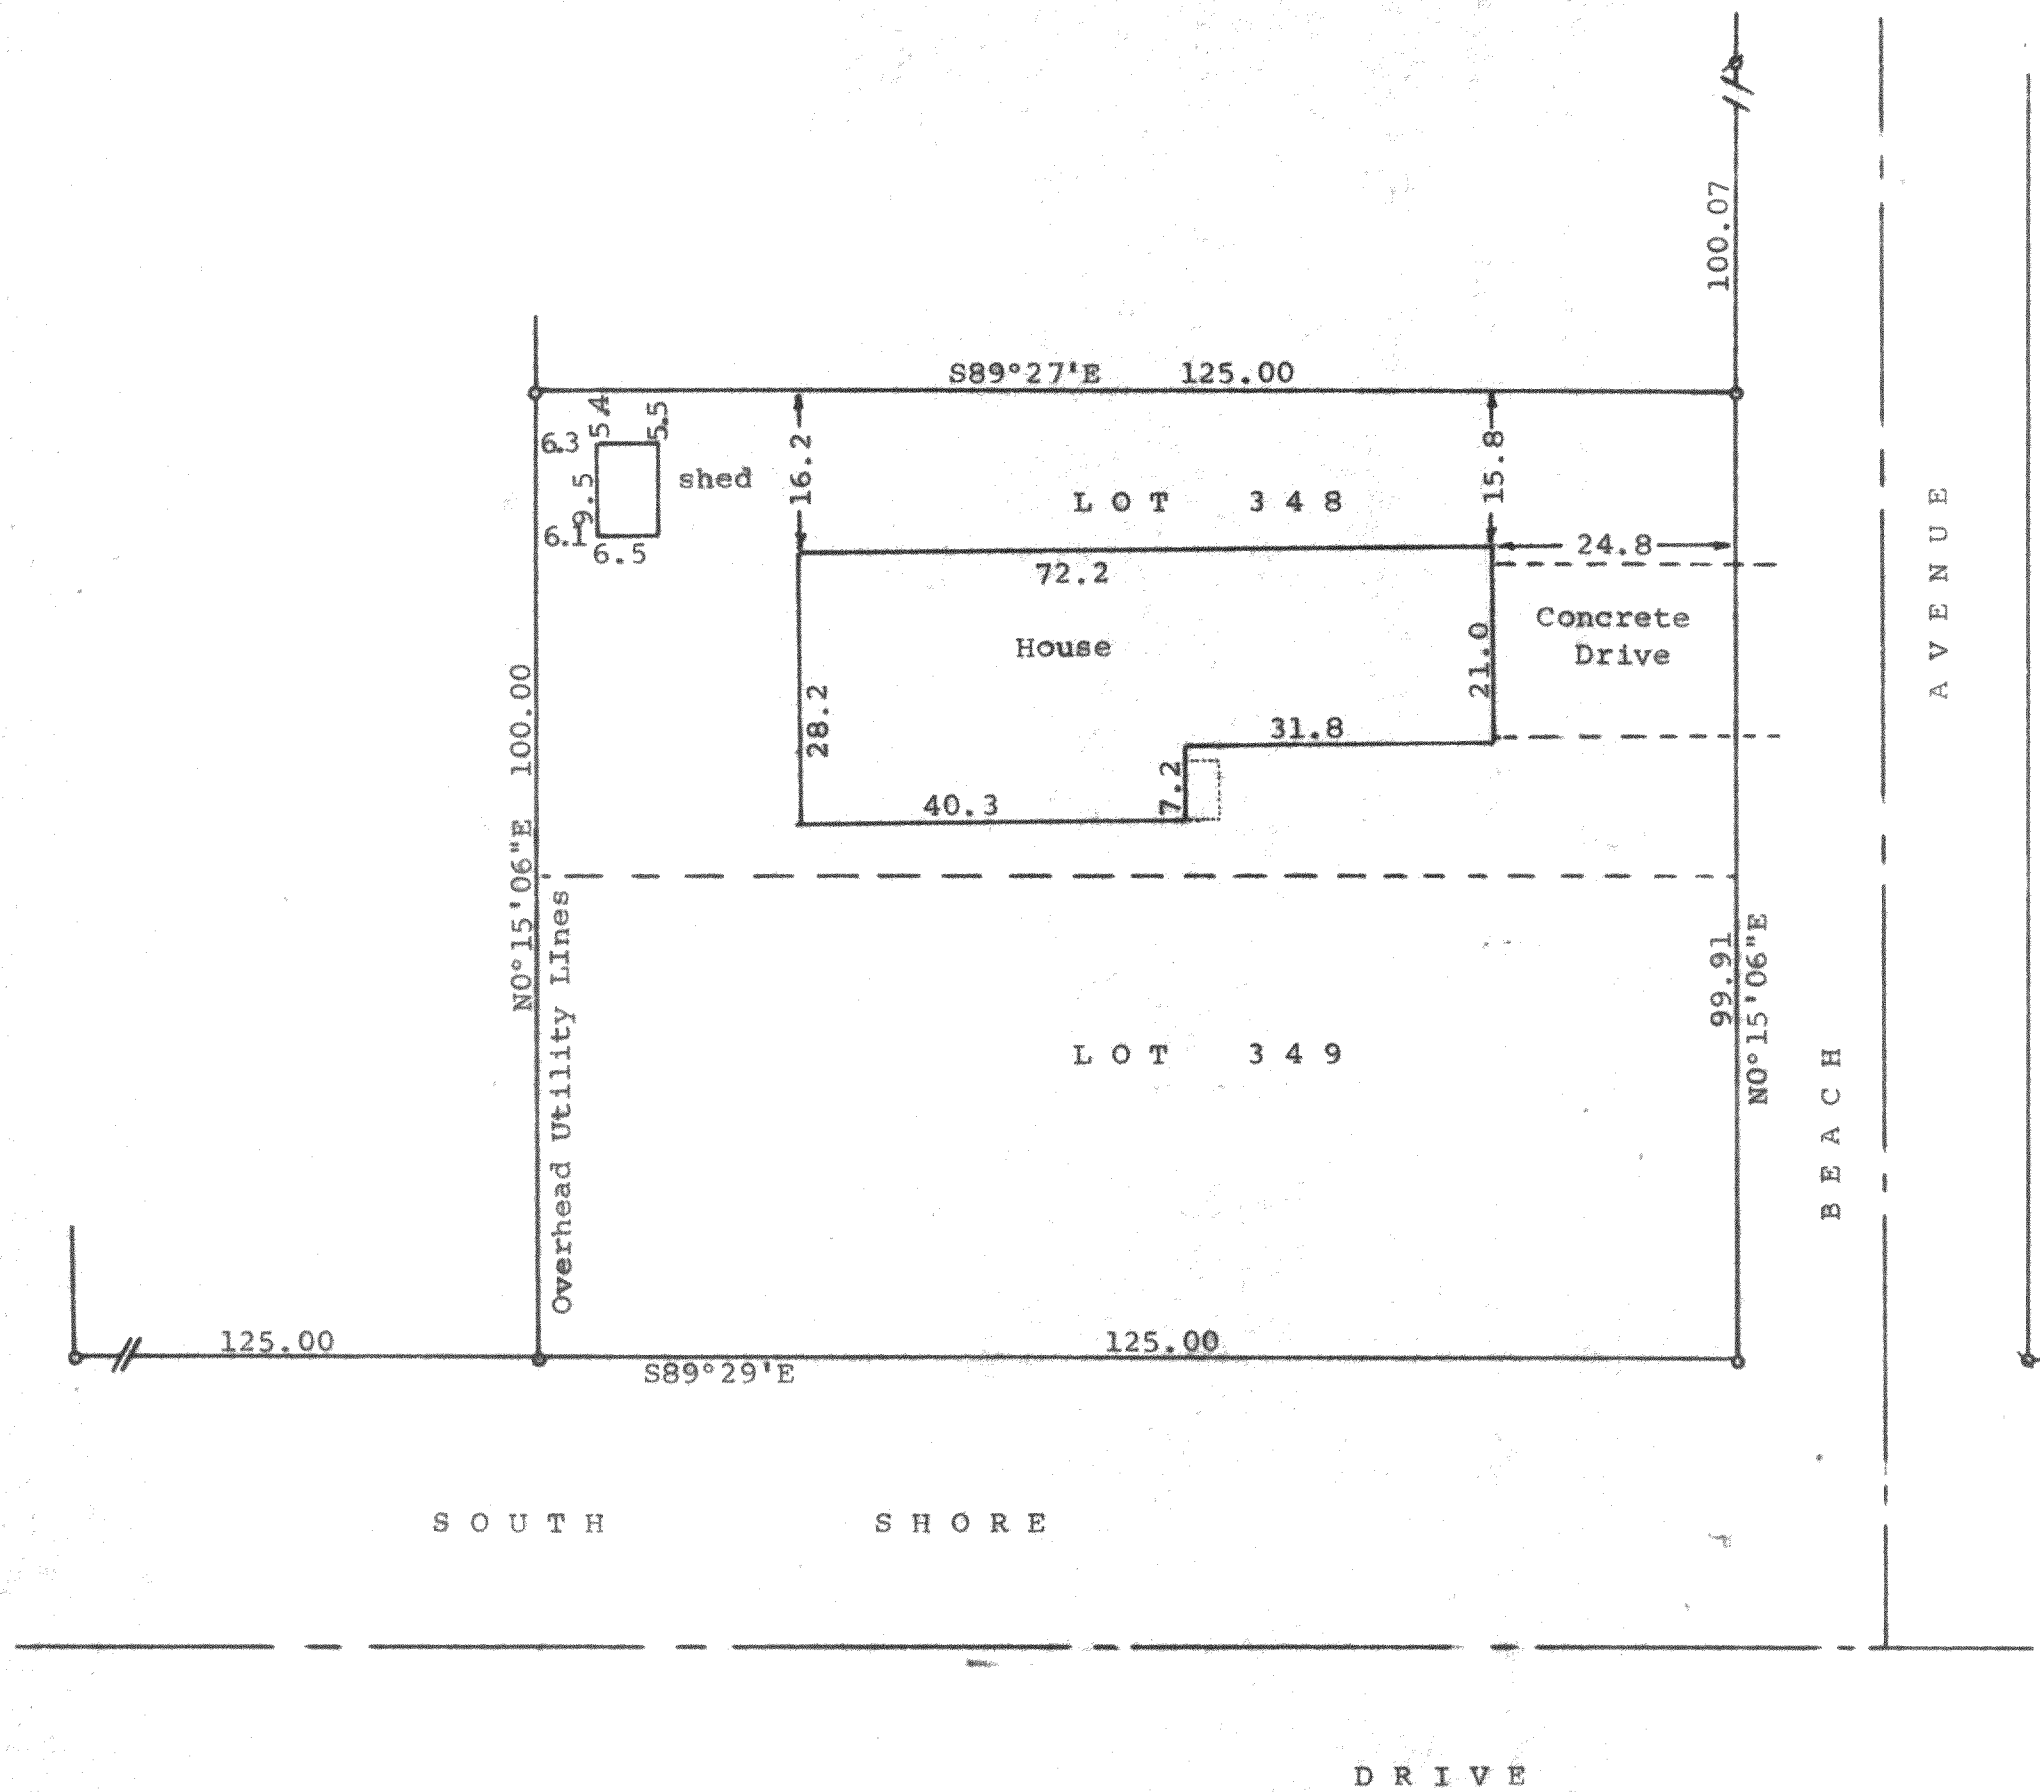 100.07
S89°27'E 125.00
5.4
5.5
6.3
shed
9.5
6.1
6.5
16.2
15.8
LOT 348
24.8
72.2
House
Concrete
Drive
21.0
28.2
31.8
7.2
40.3
N0°15'06"E 100.00
Overhead Utility LInes
LOT 349
99.91
N0°15'06"E
BEACH AVENUE
125.00
125.00
S89°29'E
SOUTH SHORE
DRIVE